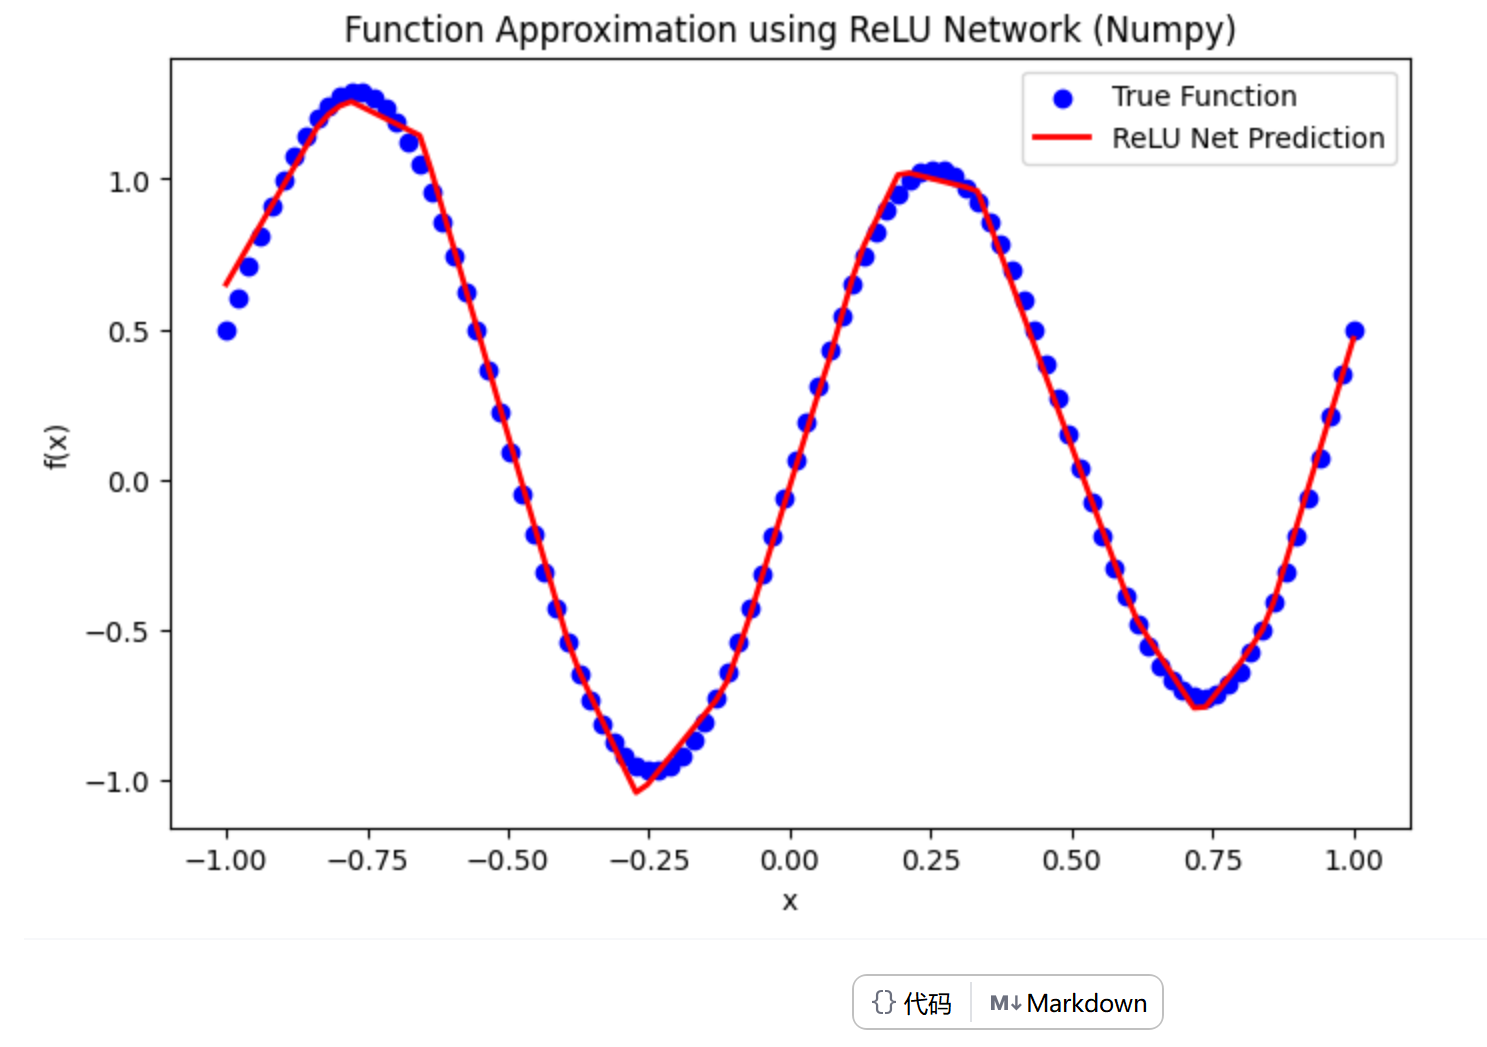 Function Approximation using ReLU Network (Numpy)
True Function
ReLU Net Prediction
1.0
0.5
0.0
−0.5
−1.0
f(x)
−1.00 −0.75 −0.50 −0.25 0.00 0.25 0.50 0.75 1.00
x
{} 代码 M↓ Markdown